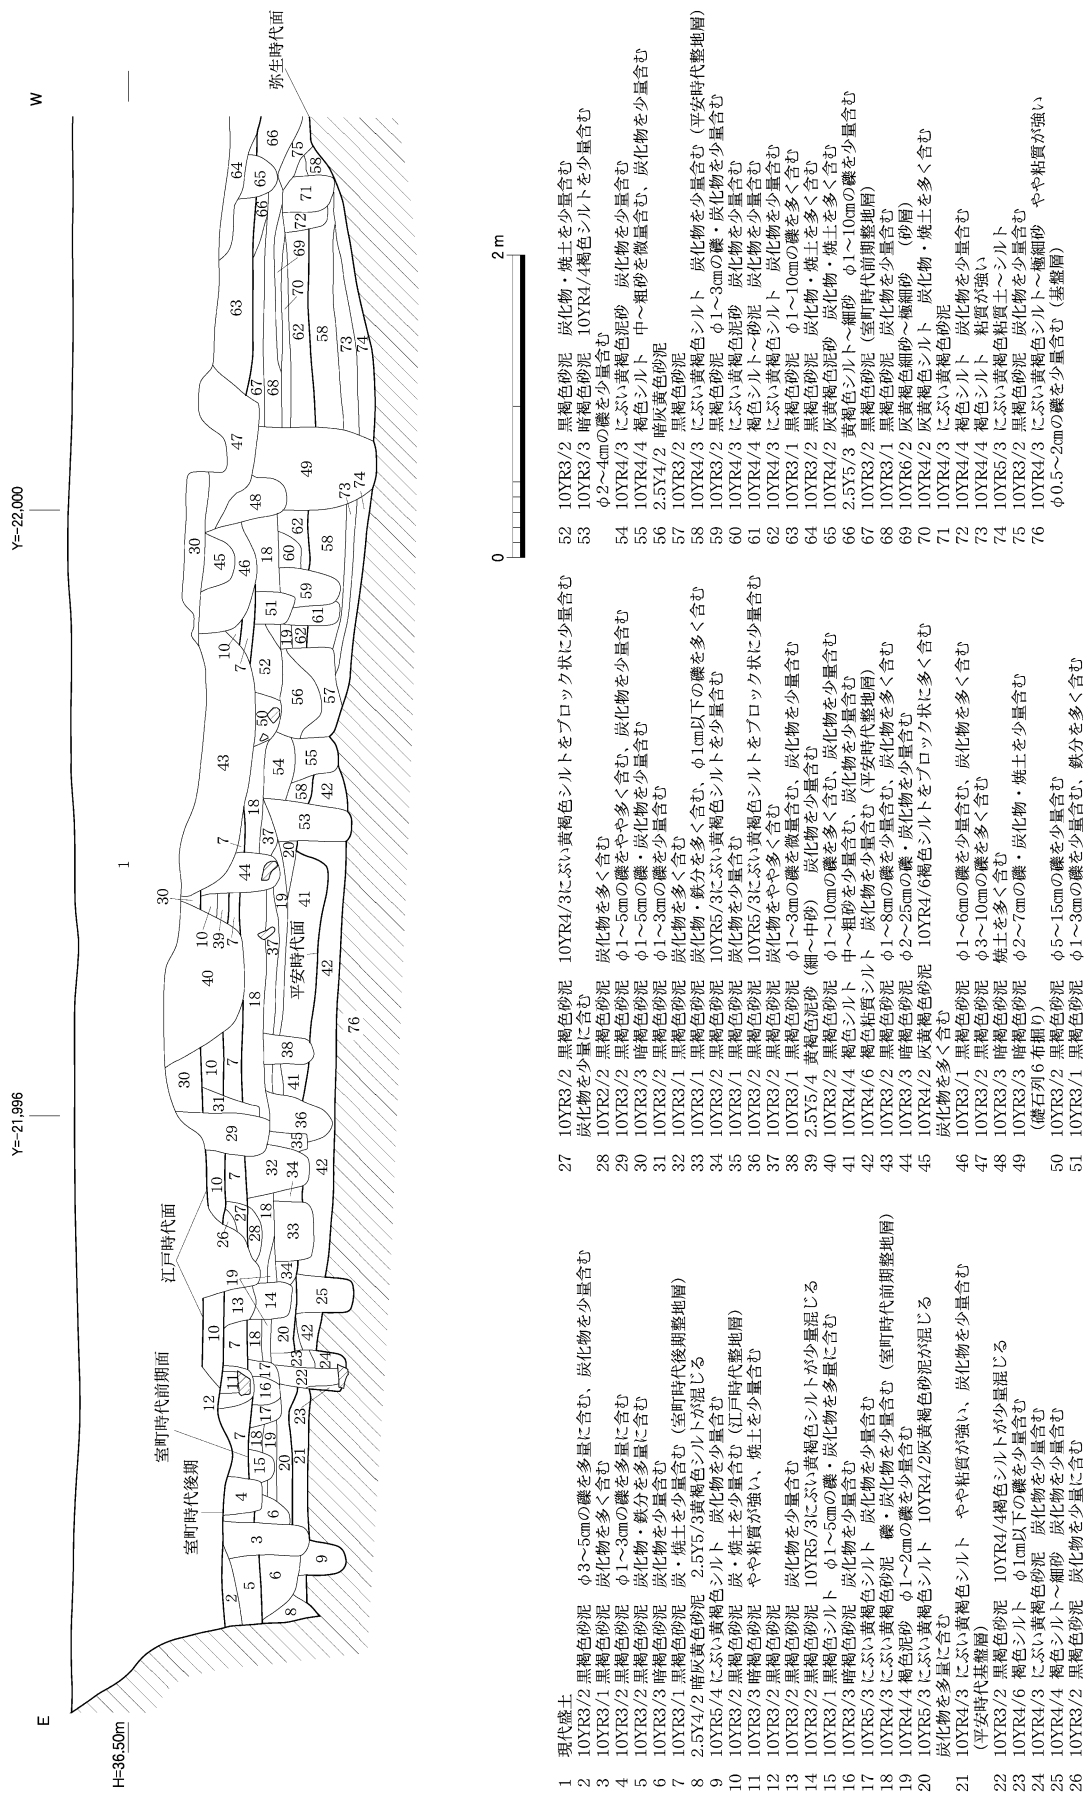 E
W
H=36.50m
Y=-21,996
Y=-22,000
江戸時代面
室町時代前期面
室町時代後期
平安時代面
弥生時代面
0
2m
1 現代盛土
2 10YR3/2 黒褐色砂泥 φ3~5cmの礫を多量に含む、炭化物を少量含む
3 10YR3/1 黒褐色砂泥 炭化物を多く含む
4 10YR3/2 黒褐色砂泥 φ1~3cmの礫を多量に含む
5 10YR3/2 黒褐色砂泥 炭化物・鉄分を多量に含む
6 10YR3/3 暗褐色砂泥 炭化物を少量含む
7 10YR3/1 黒褐色砂泥 炭・焼土を少量含む（室町時代後期整地層）
8 2.5Y4/2 暗灰黄色砂泥 2.5Y5/3黄褐色シルトが混じる
9 10YR5/4 にぶい黄褐色シルト 炭化物を少量含む
10 10YR3/2 黒褐色砂泥 炭・焼土を少量含む（江戸時代整地層）
11 10YR3/3 暗褐色砂泥 やや粘質が強い、焼土を少量含む
12 10YR3/2 黒褐色砂泥
13 10YR3/2 黒褐色砂泥 炭化物を少量含む
14 10YR3/2 黒褐色砂泥 10YR5/3にぶい黄褐色シルトが少量混じる
15 10YR3/1 黒褐色シルト φ1~5cmの礫・炭化物を多量に含む
16 10YR3/3 暗褐色砂泥 炭化物を少量含む
17 10YR5/3 にぶい黄褐色シルト 炭化物を少量含む
18 10YR4/3 にぶい黄褐色砂泥 礫・炭化物を少量含む（室町時代前期整地層）
19 10YR4/4 褐色泥砂 φ1~2cmの礫を少量含む
20 10YR5/3 にぶい黄褐色シルト 10YR4/2灰黄褐色砂泥が混じる
炭化物を多量に含む
21 10YR4/3 にぶい黄褐色シルト やや粘質が強い、炭化物を少量含む
（平安時代基盤層）
22 10YR3/2 黒褐色砂泥 10YR4/4褐色シルトが少量混じる
23 10YR4/6 褐色シルト φ1cm以下の礫を少量含む
24 10YR4/3 にぶい黄褐色砂泥 炭化物を少量含む
25 10YR4/4 褐色シルト~細砂 炭化物を少量含む
26 10YR3/2 黒褐色砂泥 炭化物を少量に含む
27 10YR3/2 黒褐色砂泥 10YR4/3にぶい黄褐色シルトをブロック状に少量含む
炭化物を少量に含む
28 10YR2/2 黒褐色砂泥 炭化物を多く含む
29 10YR3/2 黒褐色砂泥 φ1~5cmの礫をやや多く含む、炭化物を少量含む
30 10YR3/3 暗褐色砂泥 φ1~5cmの礫・炭化物を少量含む
31 10YR3/2 黒褐色砂泥 φ1~3cmの礫を少量含む
32 10YR3/1 黒褐色砂泥 炭化物を多く含む
33 10YR3/1 黒褐色砂泥 炭化物・鉄分を多く含む、φ1cm以下の礫を多く含む
34 10YR3/2 黒褐色砂泥 10YR5/3にぶい黄褐色シルトを少量含む
35 10YR3/1 黒褐色砂泥 炭化物を少量含む
36 10YR3/2 黒褐色砂泥 10YR5/3にぶい黄褐色シルトをブロック状に少量含む
37 10YR3/2 黒褐色砂泥 炭化物をやや多く含む
38 10YR3/1 黒褐色砂泥 φ1~3cmの礫を微量含む、炭化物を少量含む
39 2.5Y5/4 黄褐色泥砂（細~中砂） 炭化物を少量含む
40 10YR3/2 黒褐色砂泥 φ1~10cmの礫を多く含む、炭化物を少量含む
41 10YR4/4 褐色シルト 中~粗砂を少量含む、炭化物を少量含む
42 10YR4/6 褐色粘質シルト 炭化物を少量含む（平安時代整地層）
43 10YR3/2 黒褐色砂泥 φ1~8cmの礫を少量含む、炭化物を多く含む
44 10YR3/3 暗褐色砂泥 φ2~25cmの礫・炭化物を少量含む
45 10YR4/2 灰黄褐色砂泥 10YR4/6褐色シルトをブロック状に多く含む
炭化物を多く含む
46 10YR3/1 黒褐色砂泥 φ1~6cmの礫を少量含む、炭化物を多く含む
47 10YR3/2 黒褐色砂泥 φ3~10cmの礫を多く含む
48 10YR3/3 暗褐色砂泥 焼土を多く含む
49 10YR3/3 暗褐色砂泥 φ2~7cmの礫・炭化物・焼土を少量含む
（礎石列6布掘り）
50 10YR3/2 黒褐色砂泥 φ5~15cmの礫を少量含む
51 10YR3/1 黒褐色砂泥 φ1~3cmの礫を少量含む、鉄分を多く含む
52 10YR3/2 黒褐色砂泥 炭化物・焼土を少量含む
53 10YR3/3 暗褐色砂泥 10YR4/4褐色シルトを少量含む
φ2~4cmの礫を少量含む
54 10YR4/3 にぶい黄褐色泥砂 炭化物を少量含む
55 10YR4/4 褐色シルト 中~粗砂を微量含む、炭化物を少量含む
56 2.5Y4/2 暗灰黄色砂泥
57 10YR3/2 黒褐色砂泥
58 10YR4/3 にぶい黄褐色シルト 炭化物を少量含む（平安時代整地層）
59 10YR3/2 黒褐色砂泥 φ1~3cmの礫・炭化物を少量含む
60 10YR4/3 にぶい黄褐色泥砂 炭化物を少量含む
61 10YR4/4 褐色シルト~砂泥 炭化物を少量含む
62 10YR4/3 にぶい黄褐色シルト 炭化物を少量含む
63 10YR3/1 黒褐色砂泥 φ1~10cmの礫を多く含む
64 10YR3/2 黒褐色砂泥 炭化物・焼土を多く含む
65 10YR4/2 灰黄褐色泥砂 炭化物・焼土を多く含む
66 2.5Y5/3 黄褐色シルト~細砂 φ1~10cmの礫を少量含む
67 10YR3/2 黒褐色砂泥（室町時代前期整地層）
68 10YR3/1 黒褐色砂泥 炭化物を少量含む
69 10YR6/2 灰黄褐色細砂~極細砂 （砂層）
70 10YR4/2 灰黄褐色シルト 炭化物・焼土を多く含む
71 10YR4/3 にぶい黄褐色砂泥
72 10YR4/4 褐色シルト 炭化物を少量含む
73 10YR4/4 褐色シルト 粘質が強い
74 10YR5/3 にぶい黄褐色粘質土~シルト
75 10YR3/2 黒褐色砂泥 炭化物を少量含む
76 10YR4/3 にぶい黄褐色シルト~極細砂 やや粘質が強い
φ0.5~2cmの礫を少量含む（基盤層）